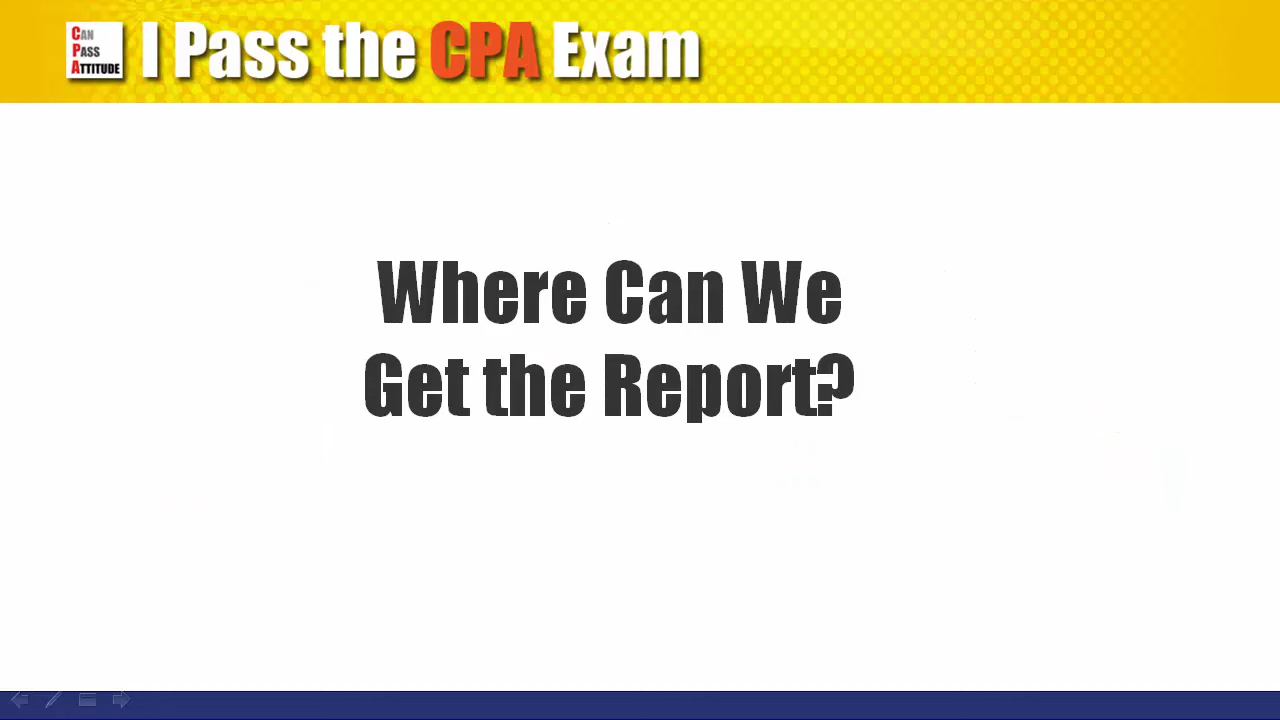 CAN
PASS
ATTITUDE
I Pass the CPA Exam
Where Can We
Get the Report?